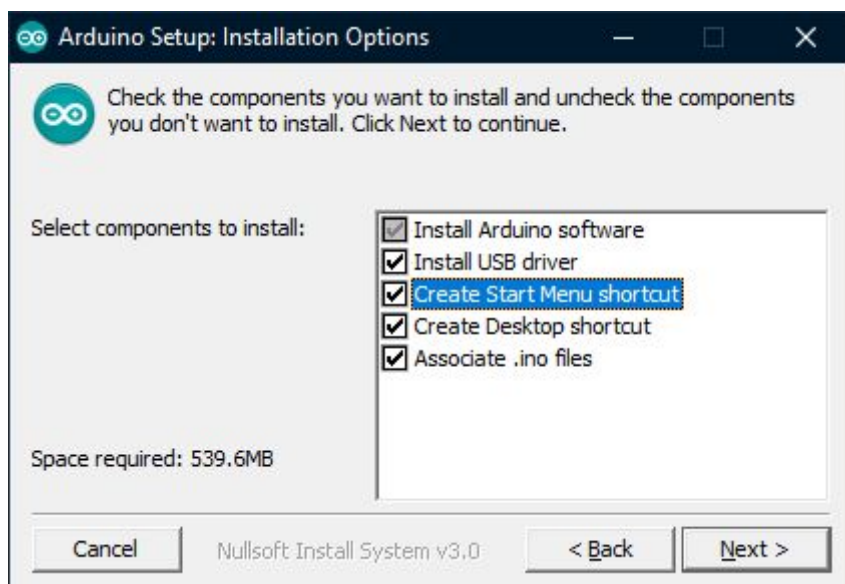 Arduino Setup: Installation Options
Check the components you want to install and uncheck the components
you don't want to install. Click Next to continue.
Select components to install:
Install Arduino software
Install USB driver
Create Start Menu shortcut
Create Desktop shortcut
Associate .ino files
Space required: 539.6MB
Cancel
Nullsoft Install System v3.0
< Back
Next >